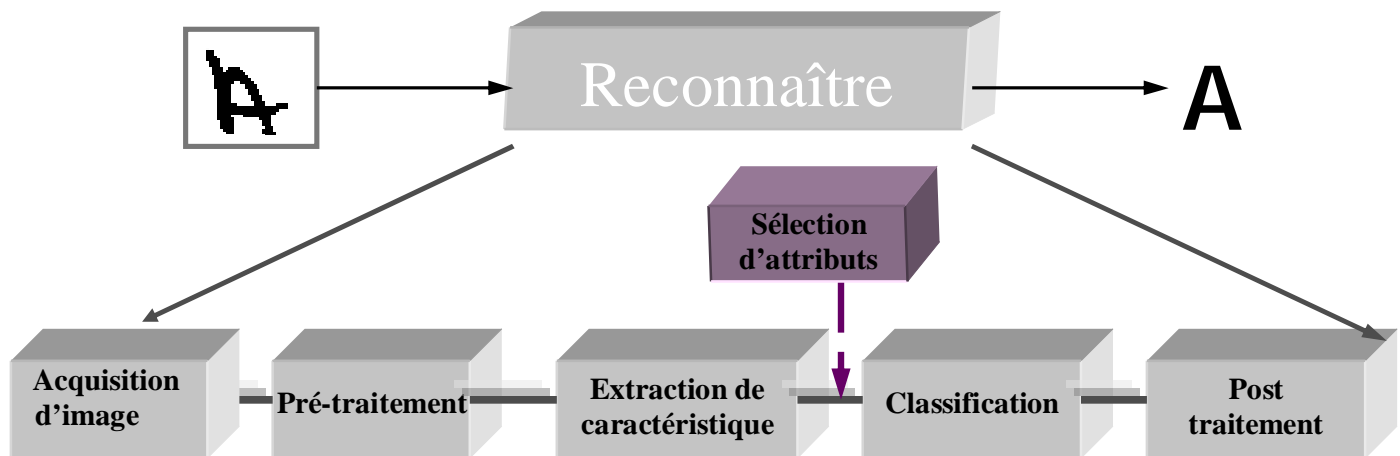 Reconnaître
A
Sélection
d’attributs
Acquisition
d’image
Pré-traitement
Extraction de
caractéristique
Classification
Post
traitement